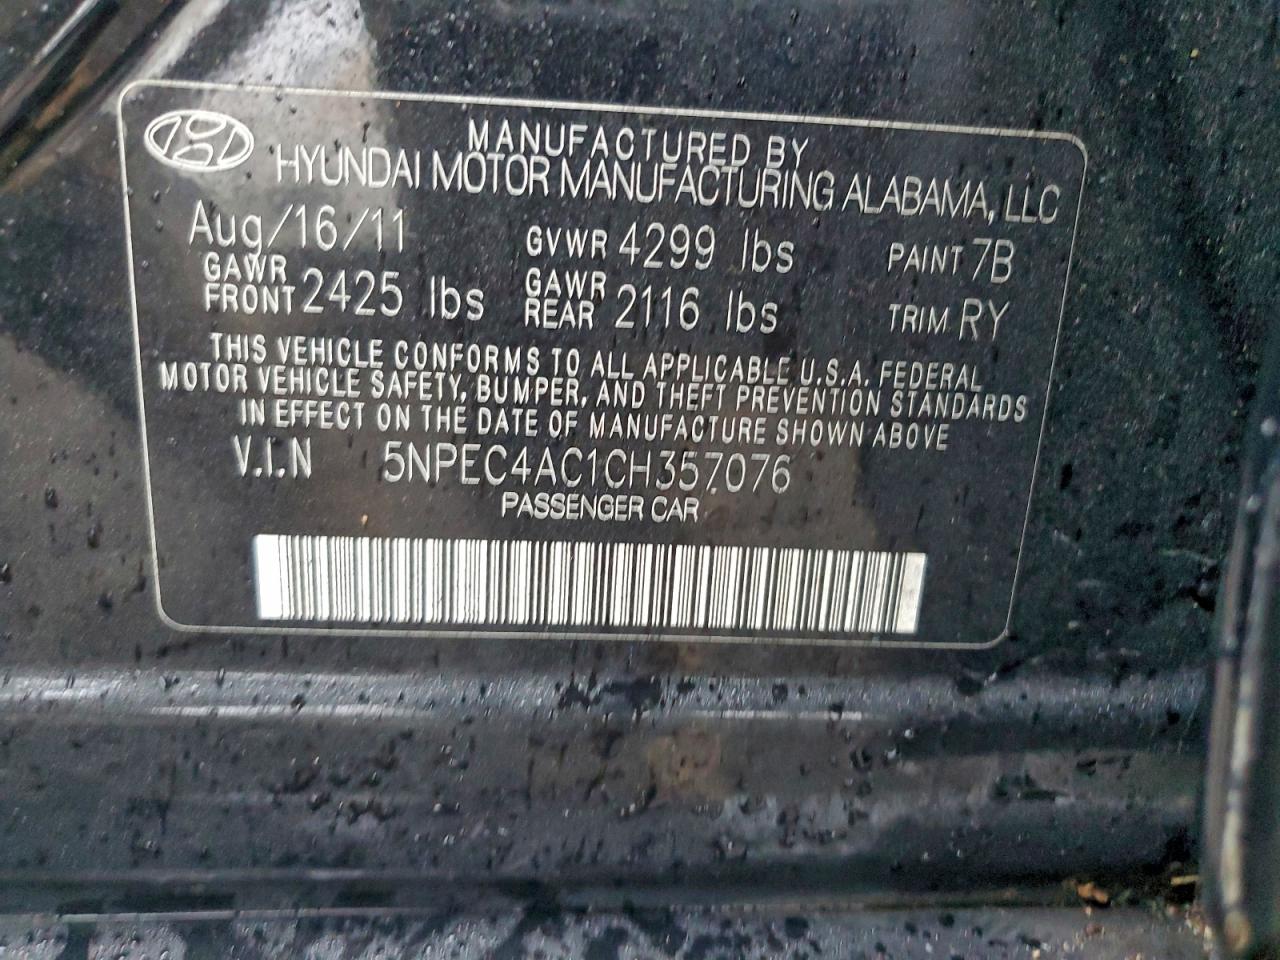 MANUFACTURED BY
HYUNDAI MOTOR MANUFACTURING ALABAMA, LLC
Aug/16/11 GVWR 4299 lbs PAINT 7B
GAWR FRONT 2425 lbs GAWR REAR 2116 lbs TRIM RY
THIS VEHICLE CONFORMS TO ALL APPLICABLE U.S.A. FEDERAL
MOTOR VEHICLE SAFETY, BUMPER, AND THEFT PREVENTION STANDARDS
IN EFFECT ON THE DATE OF MANUFACTURE SHOWN ABOVE
V.I.N 5NPEC4AC1CH357076
PASSENGER CAR